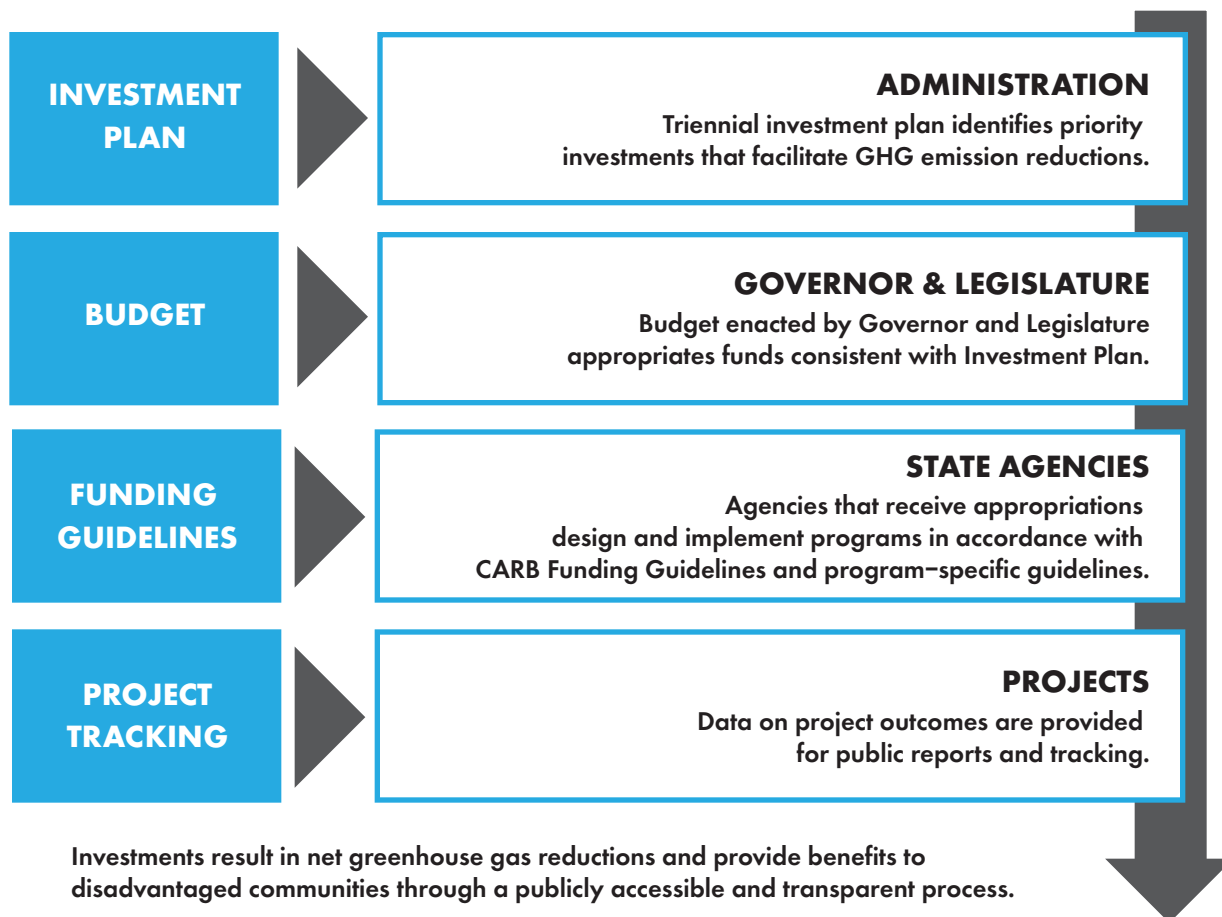 INVESTMENT
PLAN
ADMINISTRATION
Triennial investment plan identifies priority
investments that facilitate GHG emission reductions.
BUDGET
GOVERNOR & LEGISLATURE
Budget enacted by Governor and Legislature
appropriates funds consistent with Investment Plan.
FUNDING
GUIDELINES
STATE AGENCIES
Agencies that receive appropriations
design and implement programs in accordance with
CARB Funding Guidelines and program–specific guidelines.
PROJECT
TRACKING
PROJECTS
Data on project outcomes are provided
for public reports and tracking.
Investments result in net greenhouse gas reductions and provide benefits to
disadvantaged communities through a publicly accessible and transparent process.